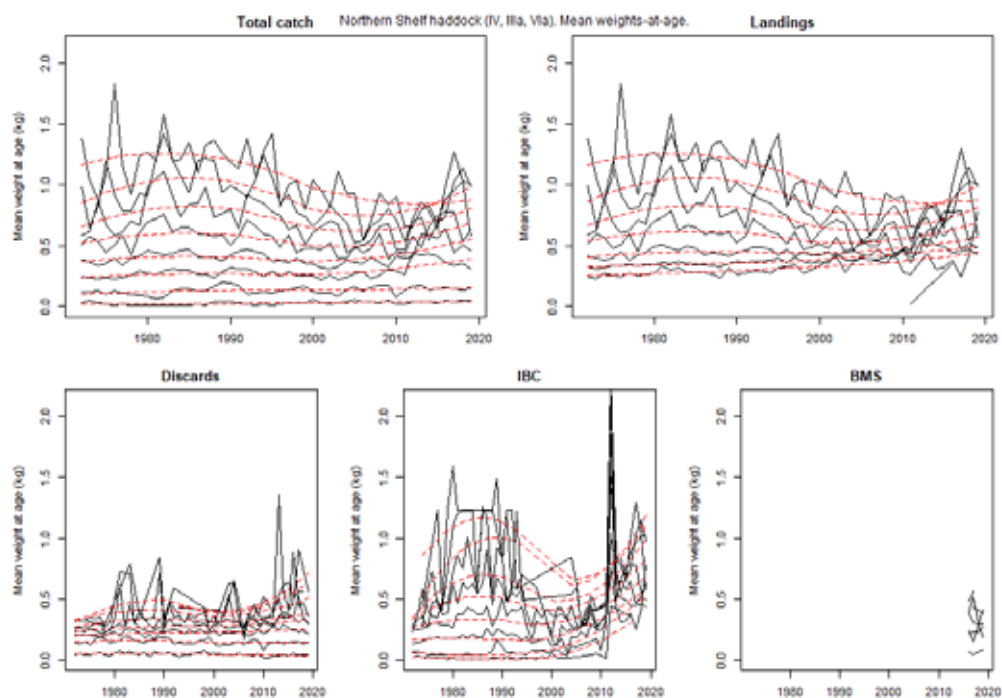 Northern Shelf haddock (IV, IIIa, VIa). Mean weights-at-age.
Total catch
Mean weight at age (kg)
0.0 0.5 1.0 1.5 2.0
1980 1990 2000 2010 2020
Landings
Mean weight at age (kg)
0.0 0.5 1.0 1.5 2.0
1980 1990 2000 2010 2020
Discards
Mean weight at age (kg)
0.0 0.5 1.0 1.5 2.0
1980 1990 2000 2010 2020
IBC
Mean weight at age (kg)
0.0 0.5 1.0 1.5 2.0
1980 1990 2000 2010 2020
BMS
Mean weight at age (kg)
0.0 0.5 1.0 1.5 2.0
1980 1990 2000 2010 2020